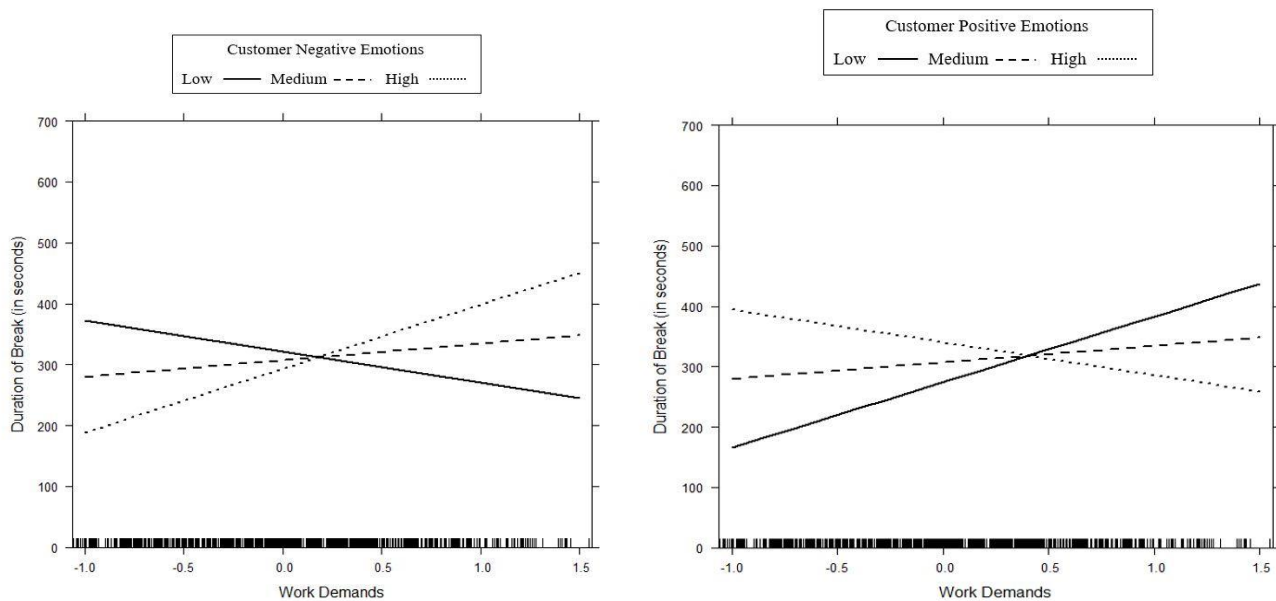 Customer Negative Emotions
Low Medium High
700
600
500
400
300
200
100
0
Duration of Break (in seconds)
-1.0 -0.5 0.0 0.5 1.0 1.5
Work Demands
Customer Positive Emotions
Low Medium High
700
600
500
400
300
200
100
0
Duration of Break (in seconds)
-1.0 -0.5 0.0 0.5 1.0 1.5
Work Demands